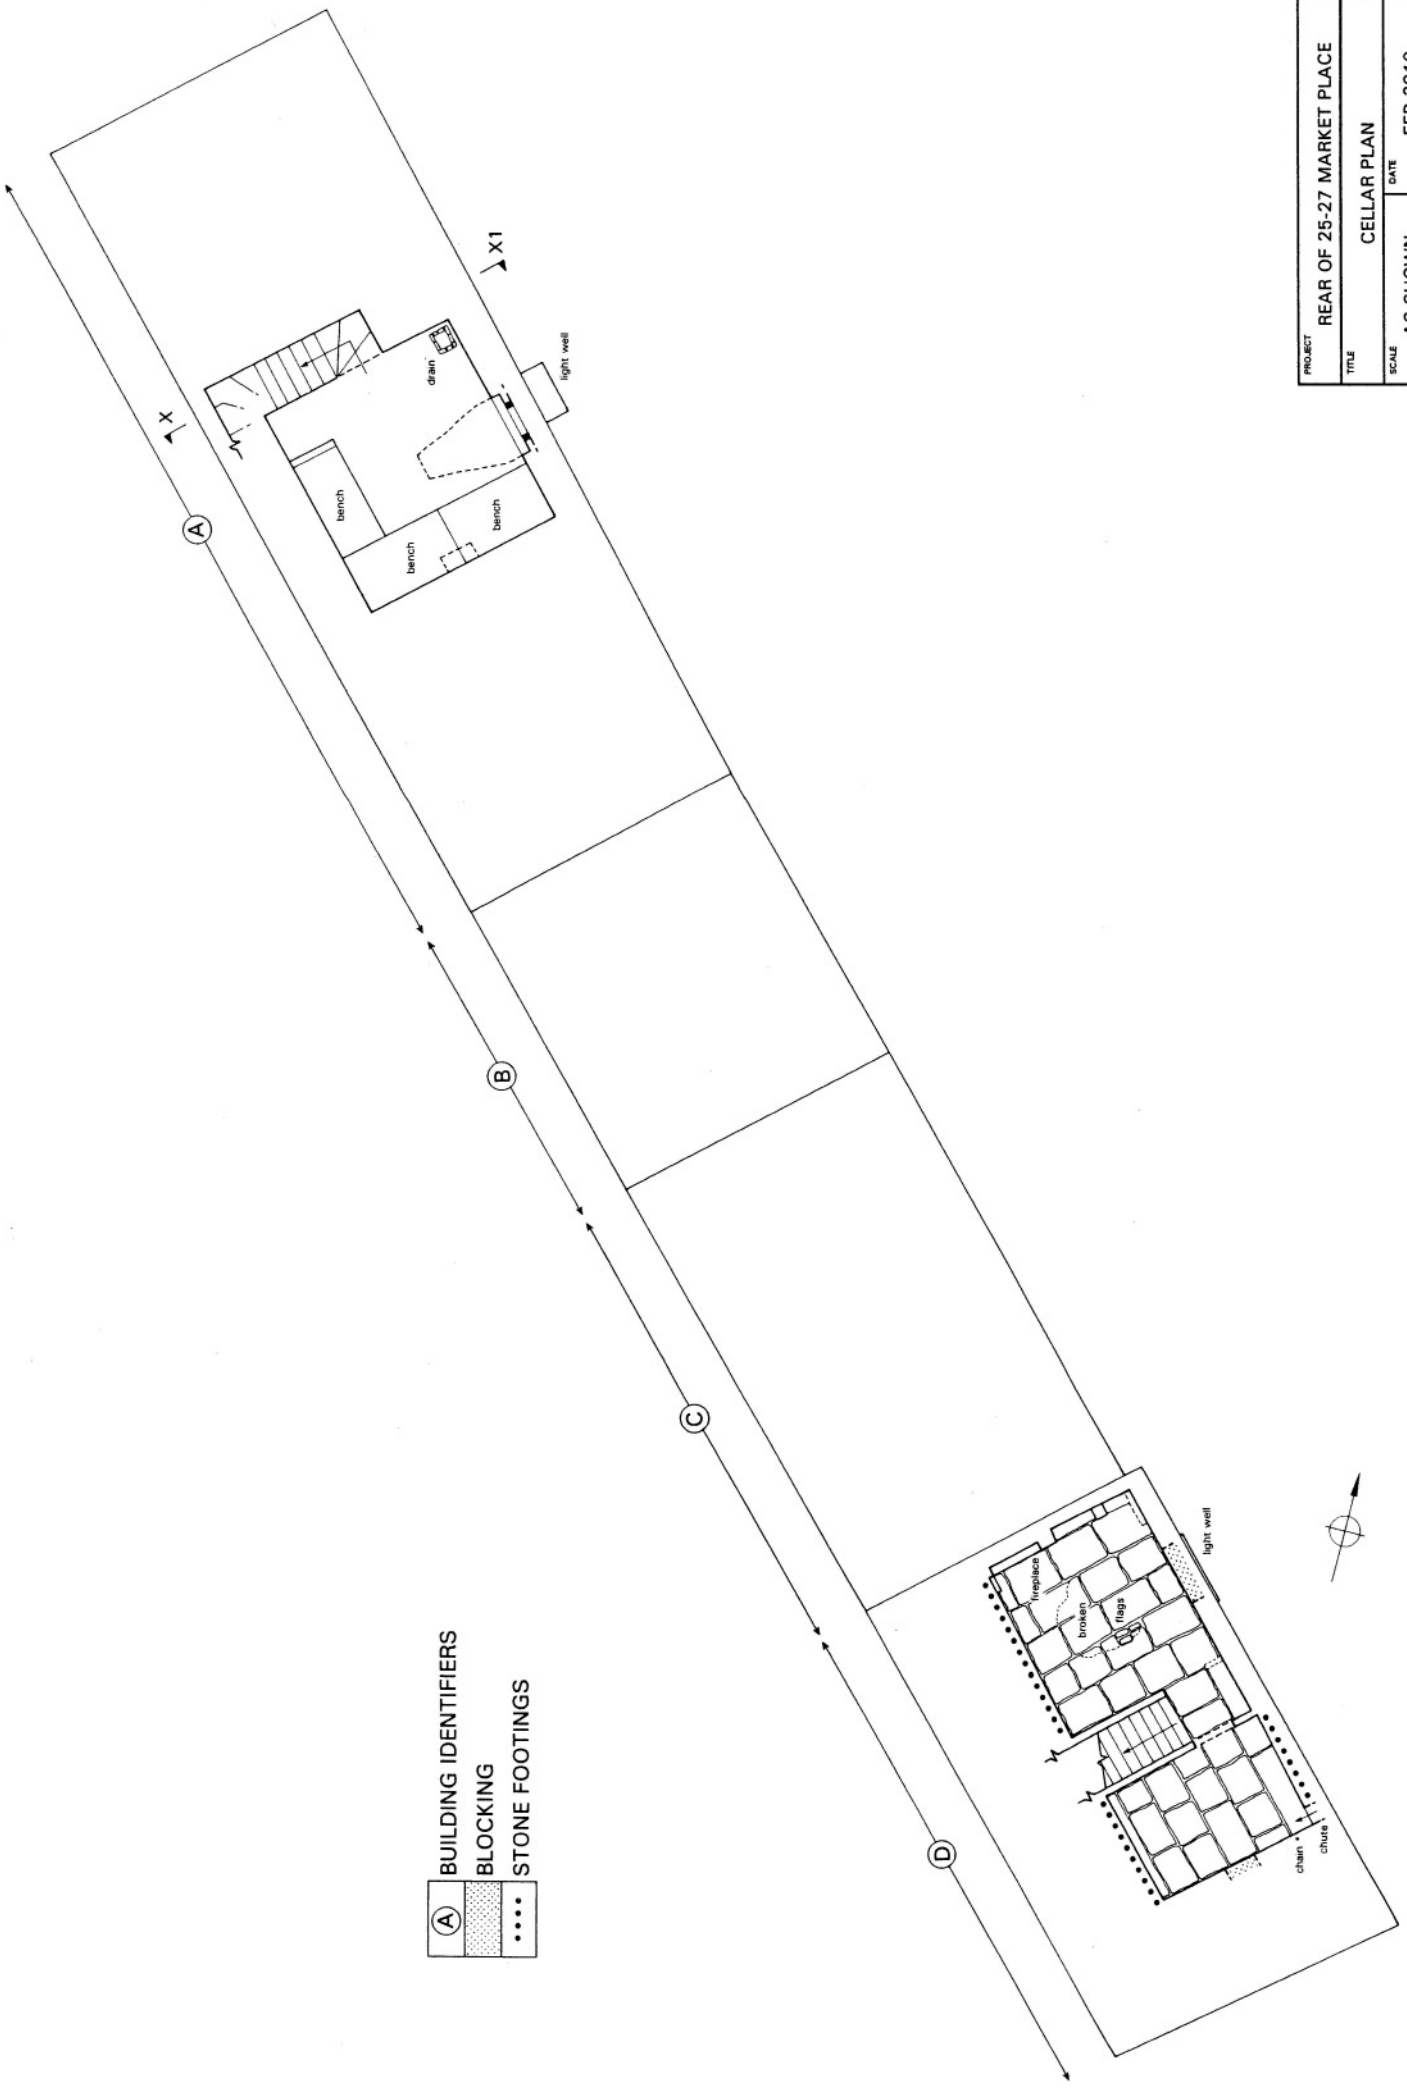 X
X1
A
bench
bench
bench
drain
light well
B
C
D
fireplace
broken
flags
light well
chain
chute
A
BUILDING IDENTIFIERS
BLOCKING
STONE FOOTINGS
PROJECT
REAR OF 25-27 MARKET PLACE
TITLE
CELLAR PLAN
SCALE
DATE